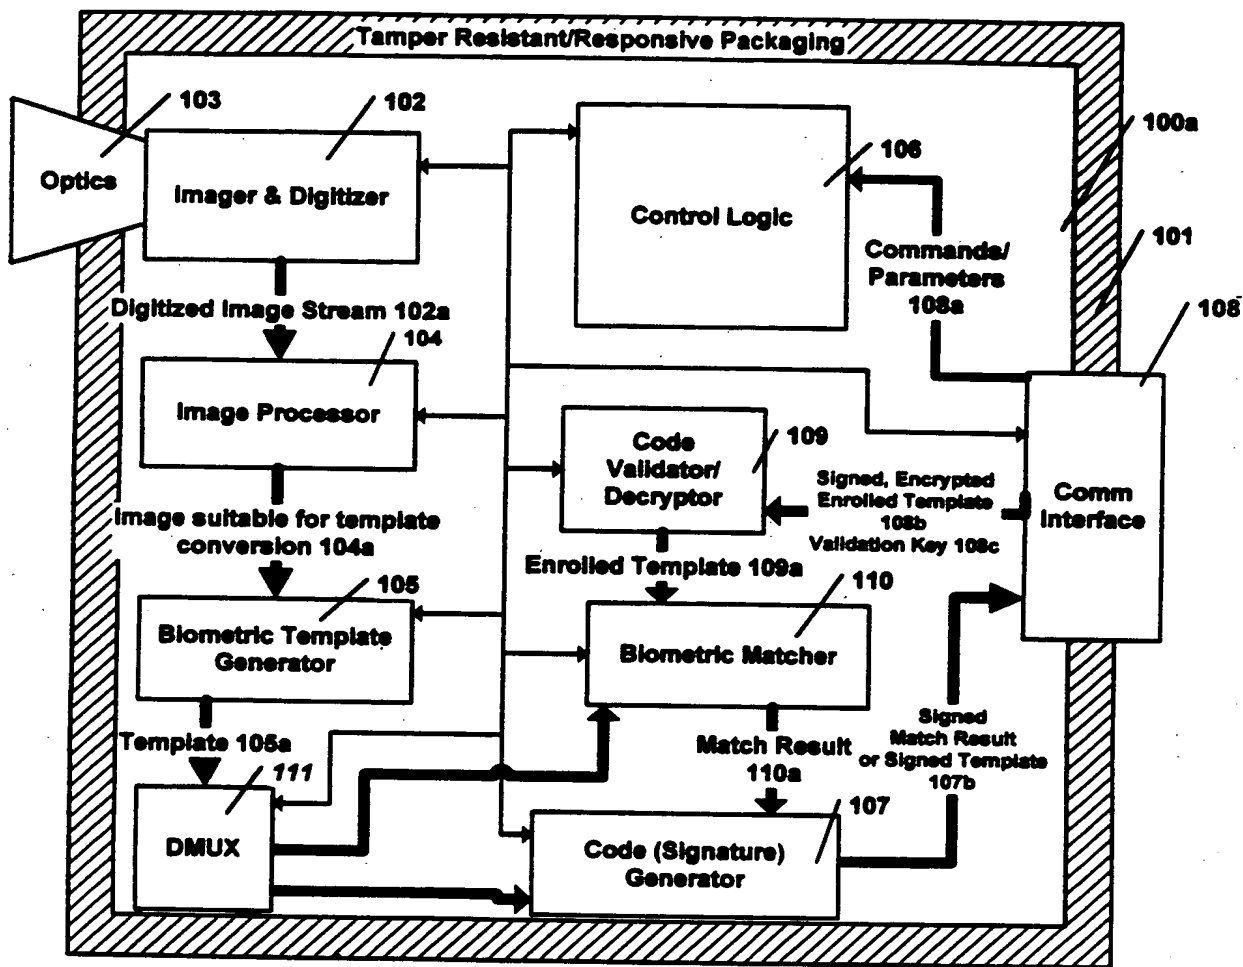 Tamper Resistant/Responsive Packaging
103
102
106
100a
Optics
Imager & Digitizer
Control Logic
Commands/
Parameters
108a
101
108
Digitized Image Stream 102a
104
Image Processor
Code
Validator/
Decryptor
109
Signed, Encrypted
Enrolled Template
108b
Validation Key 108c
Comm
Interface
Image suitable for template
conversion 104a
Enrolled Template 109a
105
110
Biometric Template
Generator
Biometric Matcher
Template 105a
111
Match Result
110a
Signed
Match Result
or Signed Template
107b
107
DMUX
Code (Signature)
Generator